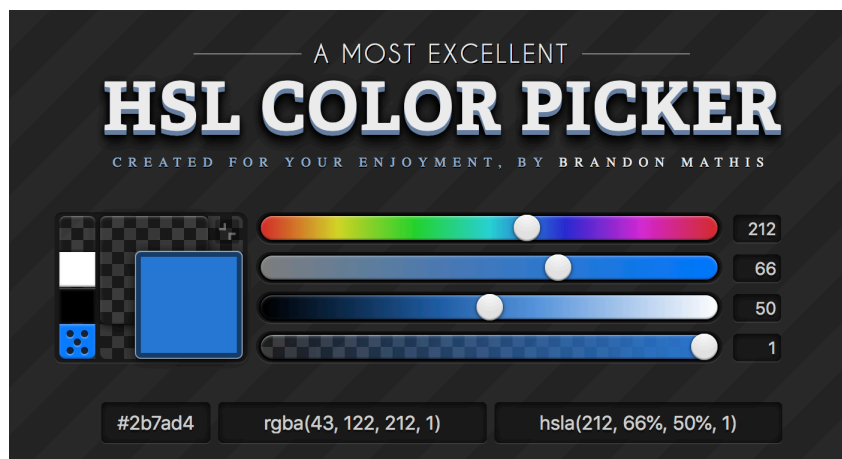 A MOST EXCELLENT
HSL COLOR PICKER
CREATED FOR YOUR ENJOYMENT, BY BRANDON MATHIS
212
66
50
1
#2b7ad4 rgba(43, 122, 212, 1) hsla(212, 66%, 50%, 1)